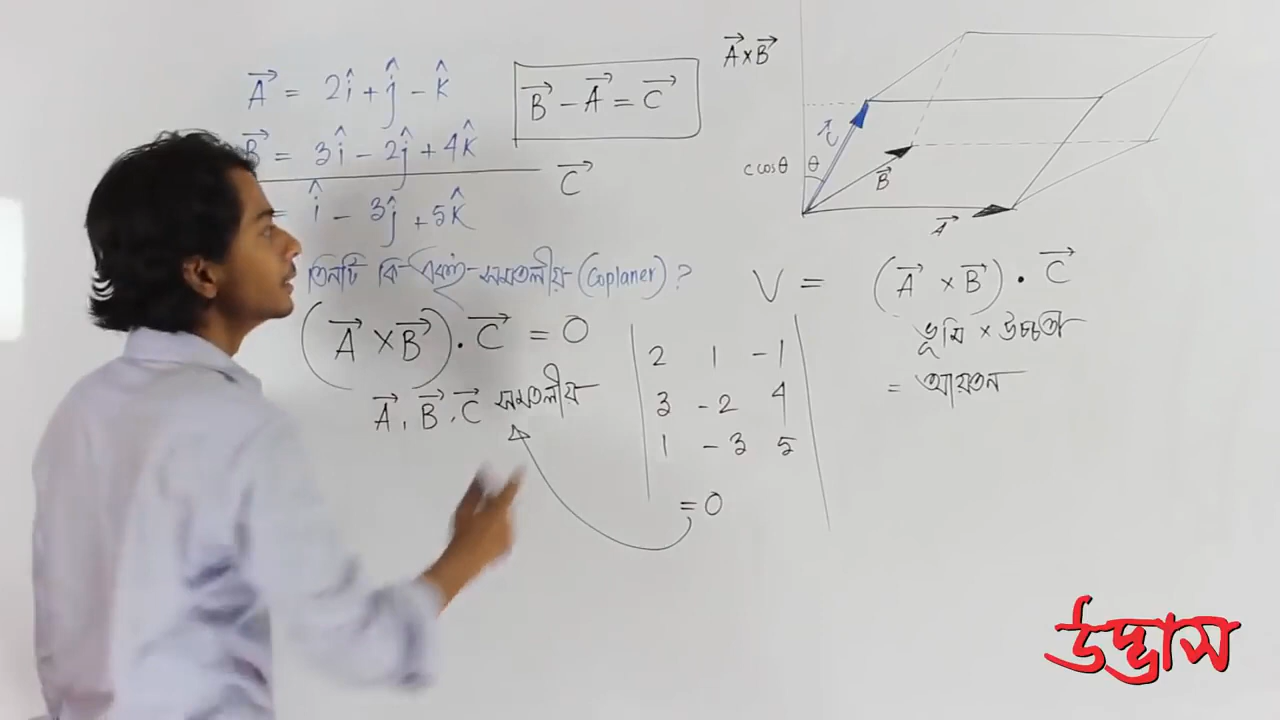 A⃗ = 2î + ĵ - k̂
B⃗ - A⃗ = C⃗
B⃗ = 3î - 2ĵ + 4k̂
C⃗
= î - 3ĵ + 5k̂
তিনটি কি একই সমতলীয় (Coplaner) ?
(A⃗ × B⃗) . C⃗ = 0
A⃗, B⃗, C⃗ সমতলীয়
2 1 -1
3 -2 4
1 -3 5
= 0
A⃗×B⃗
c cosθ
θ
B⃗
A⃗
V = (A⃗ × B⃗) • C⃗
ভূমি × উচ্চতা
= আয়তন
উদ্ভাস